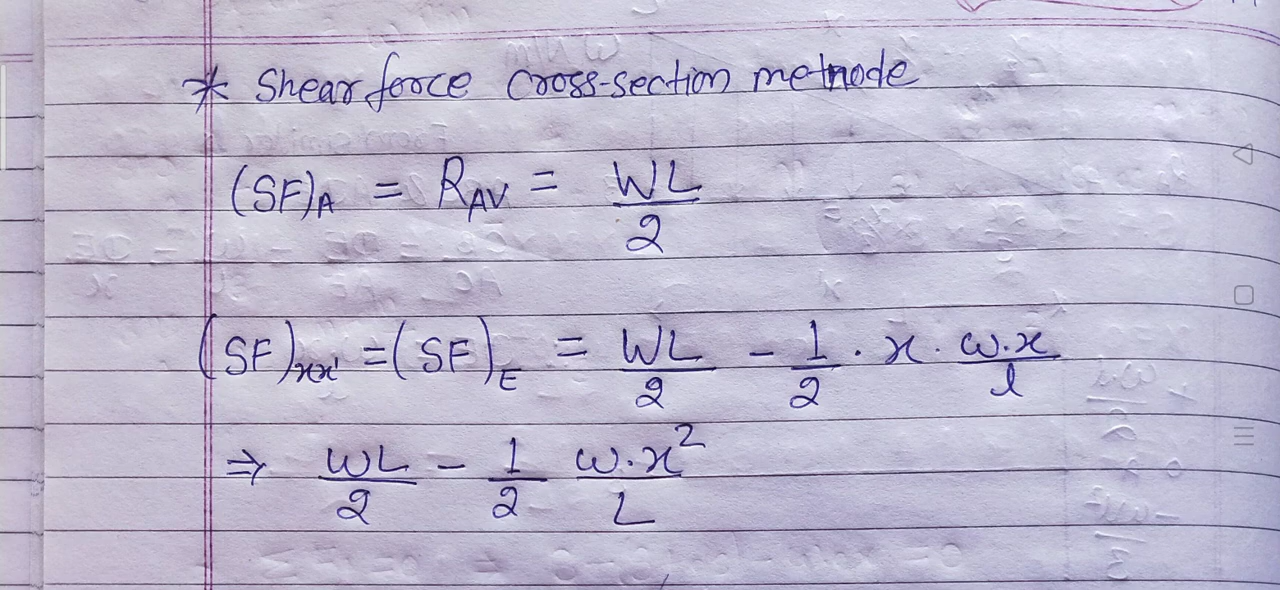 * Shear force cross-section methode
(SF)A = RAV = WL/2
(SF)xx' = (SF)E = WL/2 - 1/2 . x . ω.x/l
⇒ WL/2 - 1/2 ω.x²/L